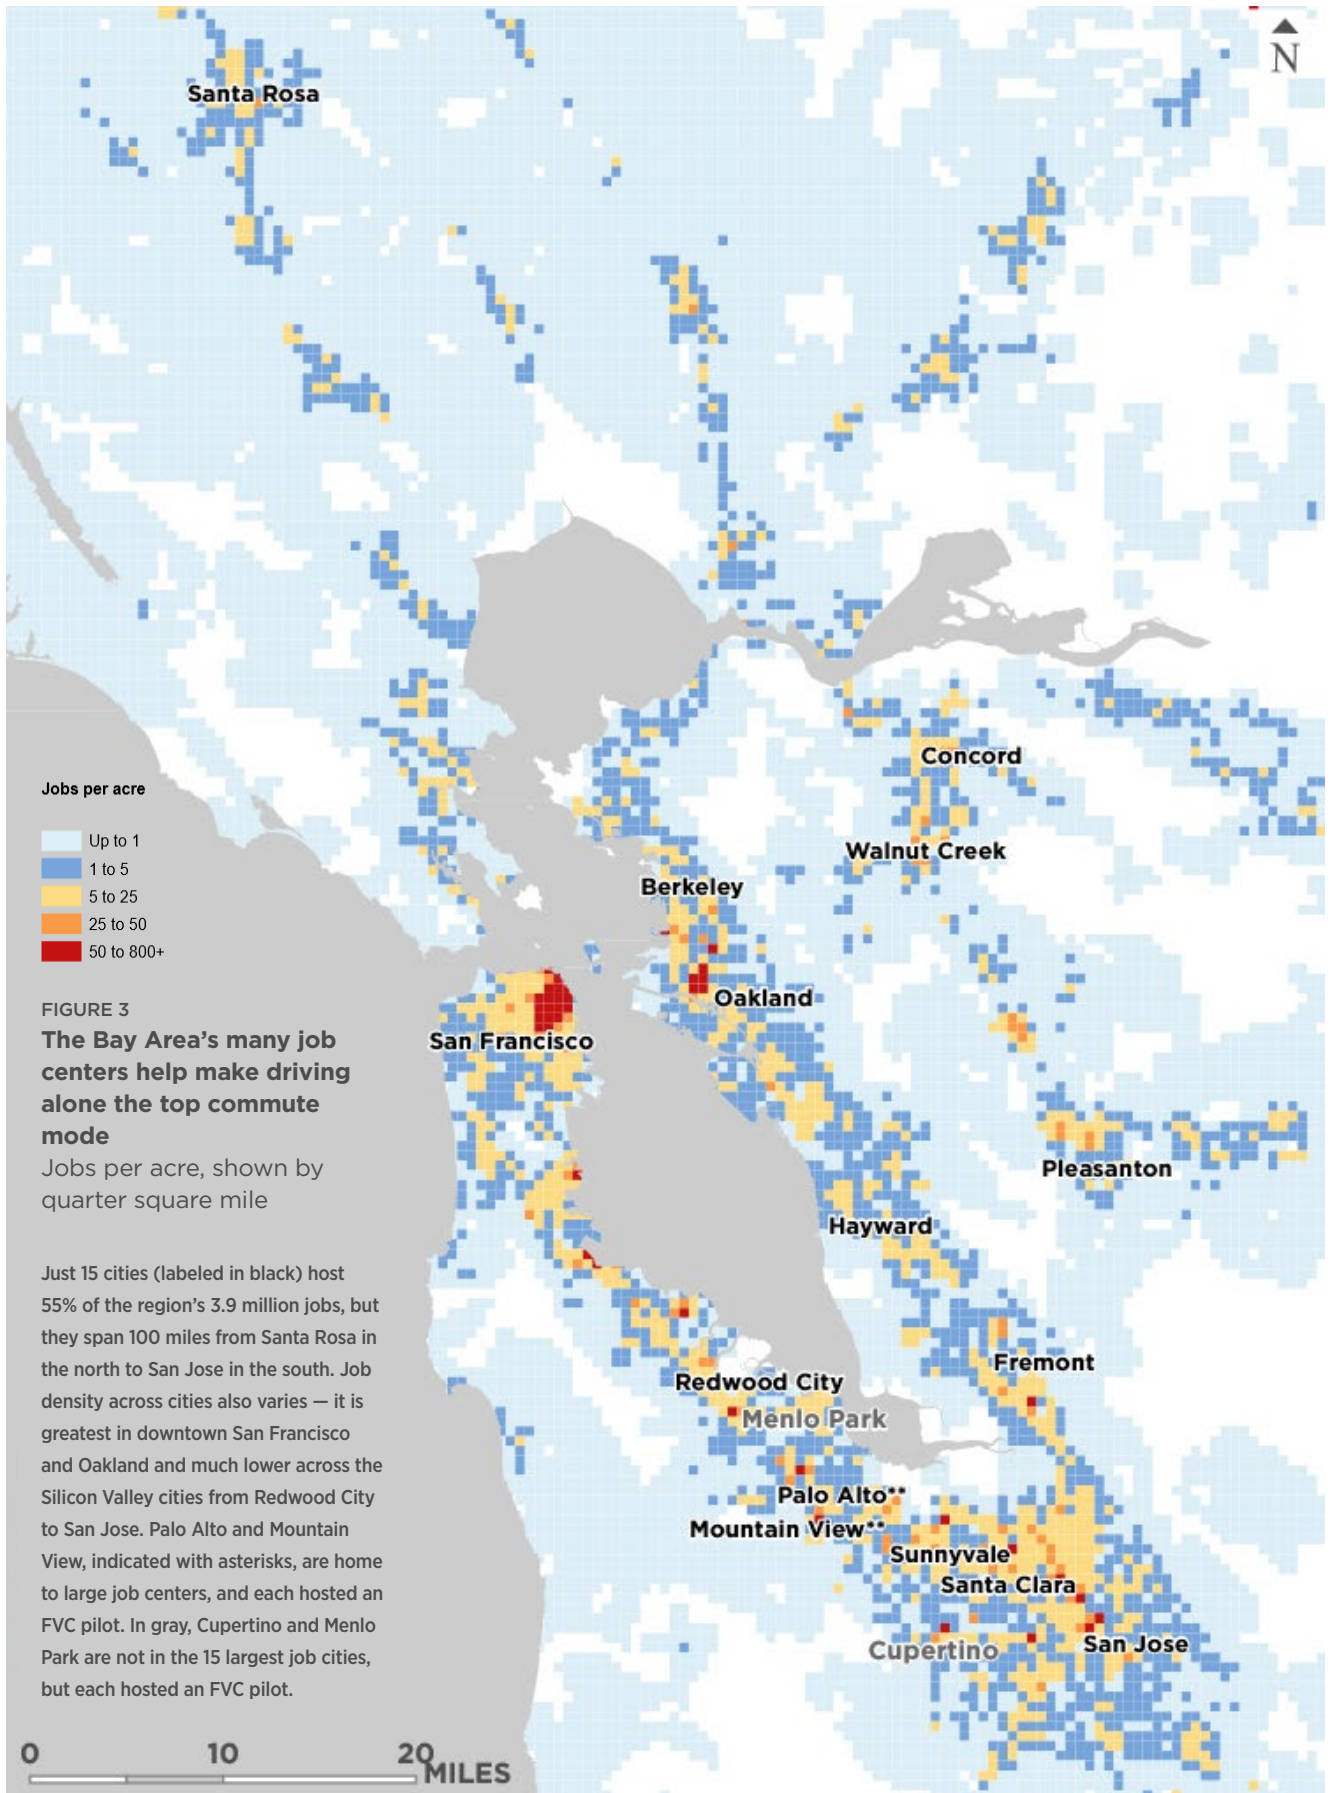 N
Santa Rosa
Concord
Walnut Creek
Berkeley
Oakland
San Francisco
Pleasanton
Hayward
Fremont
Redwood City
Menlo Park
Palo Alto**
Mountain View**
Sunnyvale
Santa Clara
Cupertino
San Jose
Jobs per acre
Up to 1
1 to 5
5 to 25
25 to 50
50 to 800+
FIGURE 3
The Bay Area’s many job
centers help make driving
alone the top commute
mode
Jobs per acre, shown by
quarter square mile
Just 15 cities (labeled in black) host
55% of the region’s 3.9 million jobs, but
they span 100 miles from Santa Rosa in
the north to San Jose in the south. Job
density across cities also varies — it is
greatest in downtown San Francisco
and Oakland and much lower across the
Silicon Valley cities from Redwood City
to San Jose. Palo Alto and Mountain
View, indicated with asterisks, are home
to large job centers, and each hosted an
FVC pilot. In gray, Cupertino and Menlo
Park are not in the 15 largest job cities,
but each hosted an FVC pilot.
0 10 20 MILES